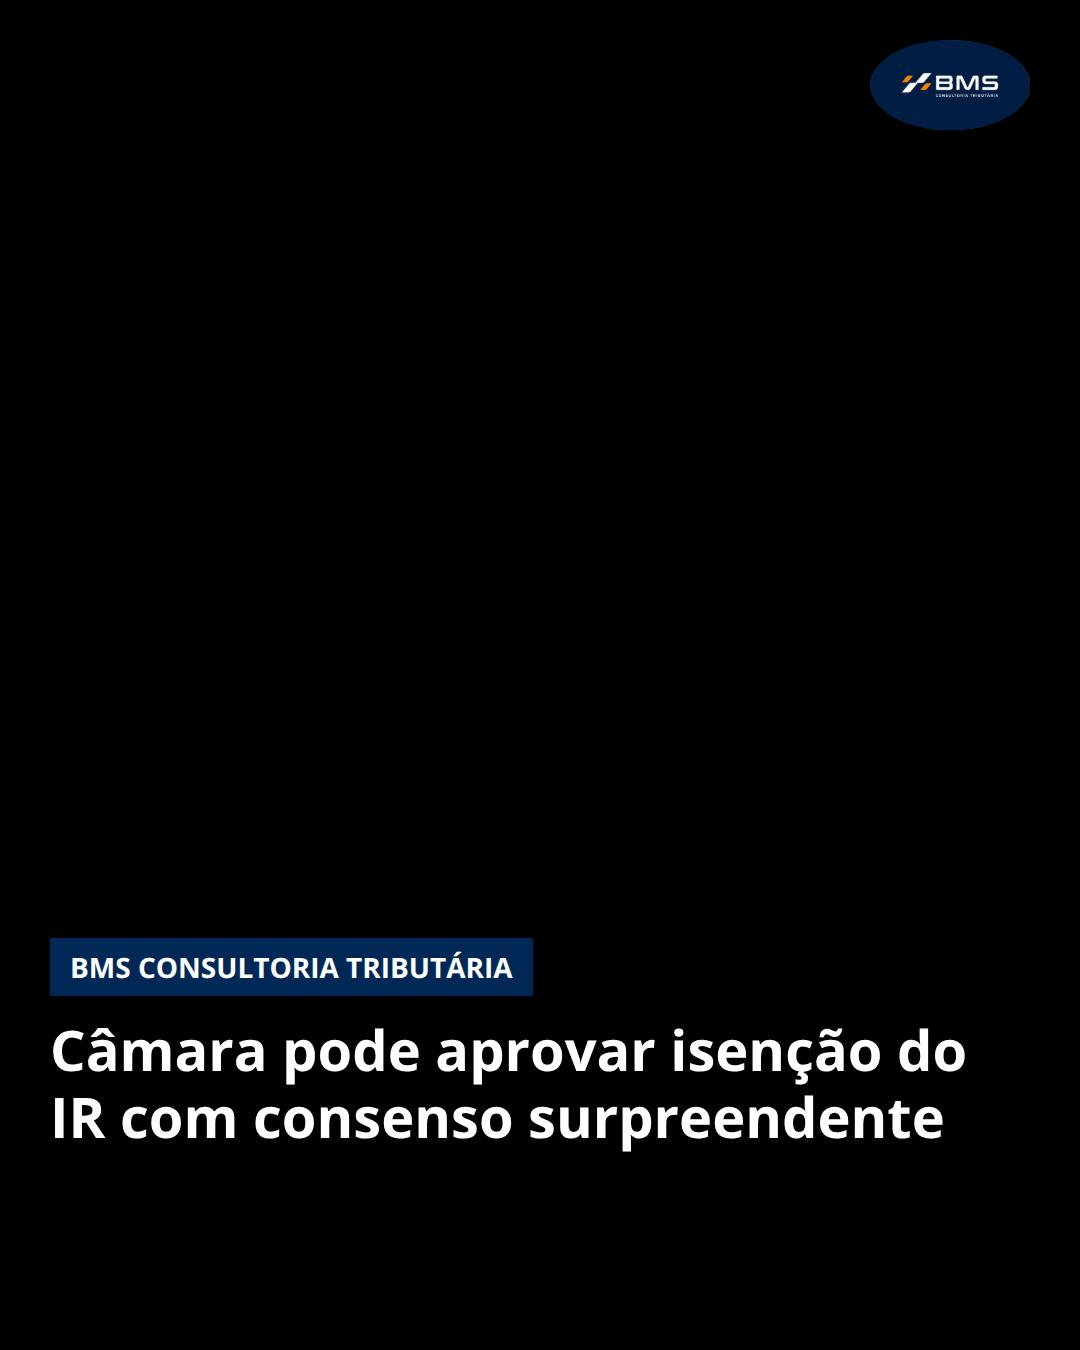 BMS
CONSULTORIA TRIBUTÁRIA
BMS CONSULTORIA TRIBUTÁRIA
Câmara pode aprovar isenção do
IR com consenso surpreendente